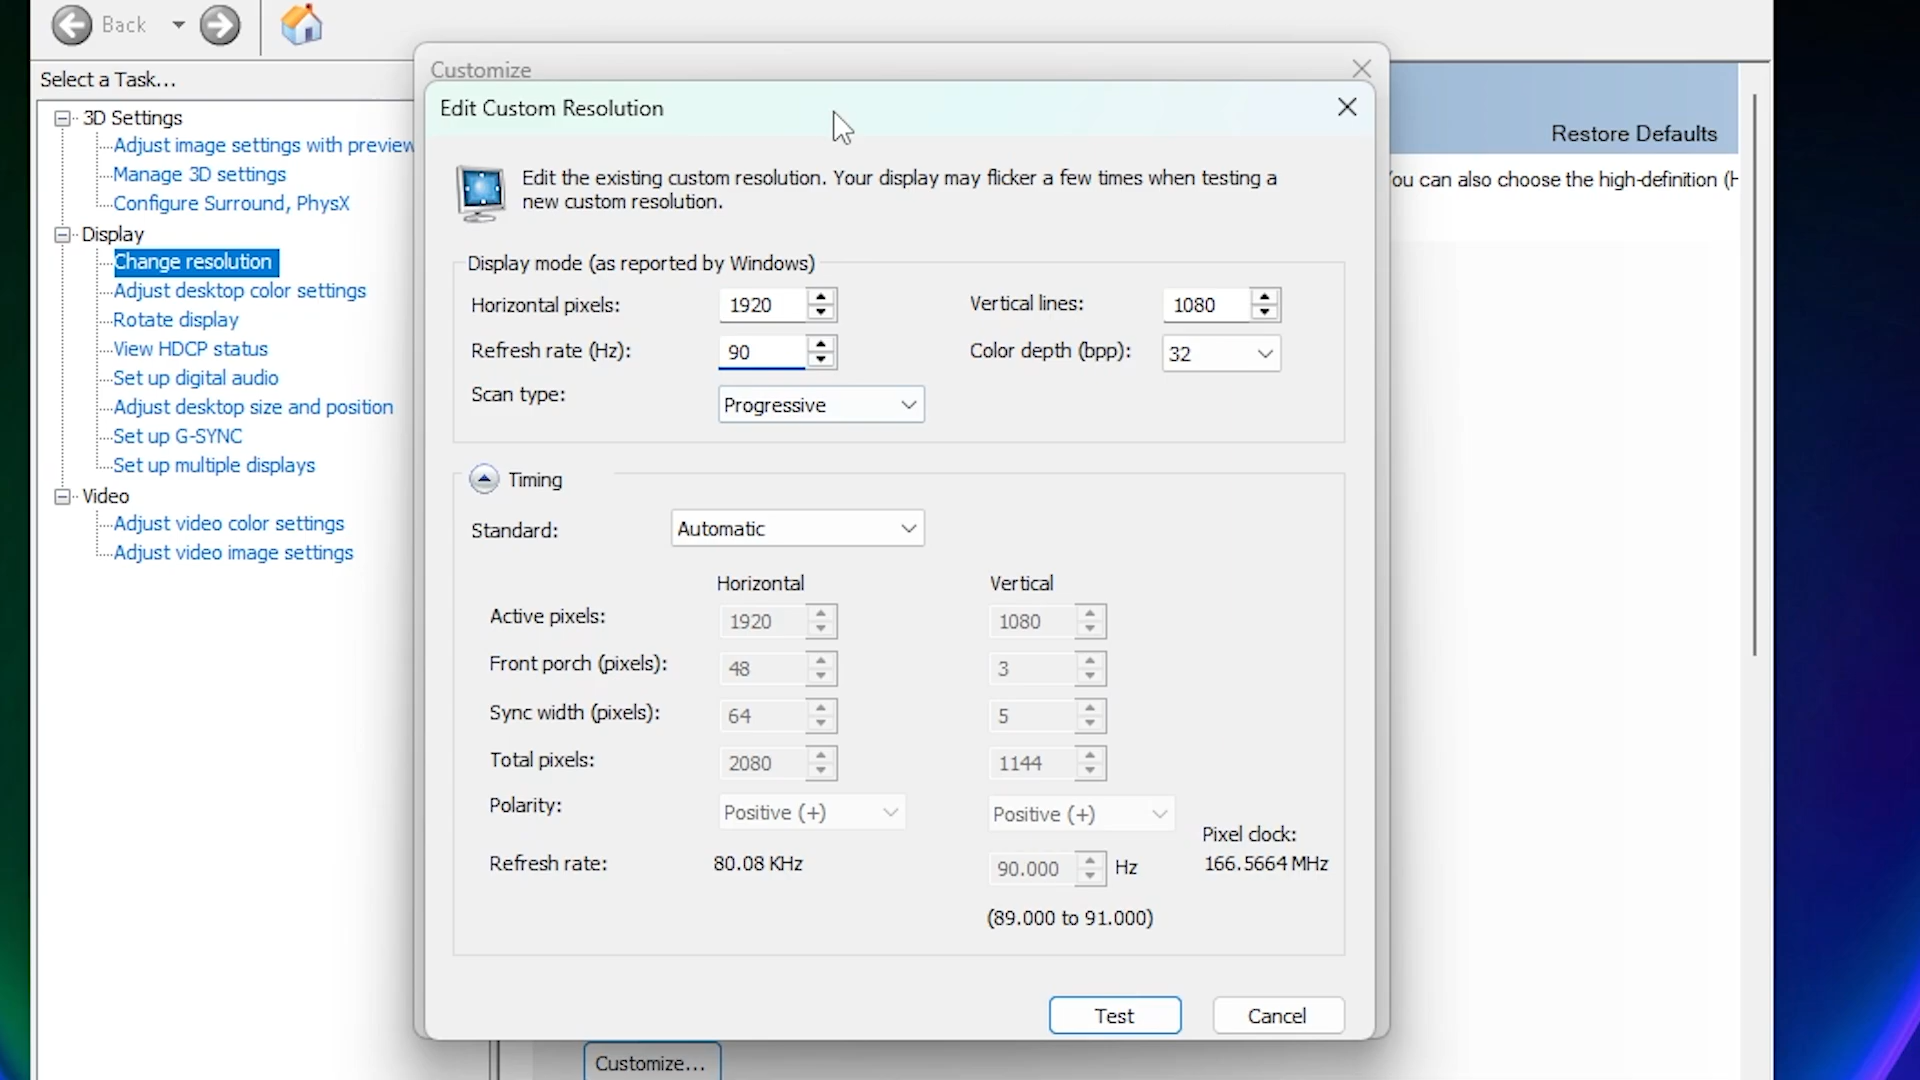 Back
Select a Task...
3D Settings
Adjust image settings with preview
Manage 3D settings
Configure Surround, PhysX
Display
Change resolution
Adjust desktop color settings
Rotate display
View HDCP status
Set up digital audio
Adjust desktop size and position
Set up G-SYNC
Set up multiple displays
Video
Adjust video color settings
Adjust video image settings
Customize
Edit Custom Resolution
Edit the existing custom resolution. Your display may flicker a few times when testing a
new custom resolution.
Display mode (as reported by Windows)
Horizontal pixels: 1920 Vertical lines: 1080
Refresh rate (Hz): 90 Color depth (bpp): 32
Scan type: Progressive
Timing
Standard: Automatic
Horizontal Vertical
Active pixels: 1920 1080
Front porch (pixels): 48 3
Sync width (pixels): 64 5
Total pixels: 2080 1144
Polarity: Positive (+) Positive (+)
Pixel clock:
Refresh rate: 80.08 KHz 90.000 Hz 166.5664 MHz
(89.000 to 91.000)
Test Cancel
Customize...
Restore Defaults
You can also choose the high-definition (H